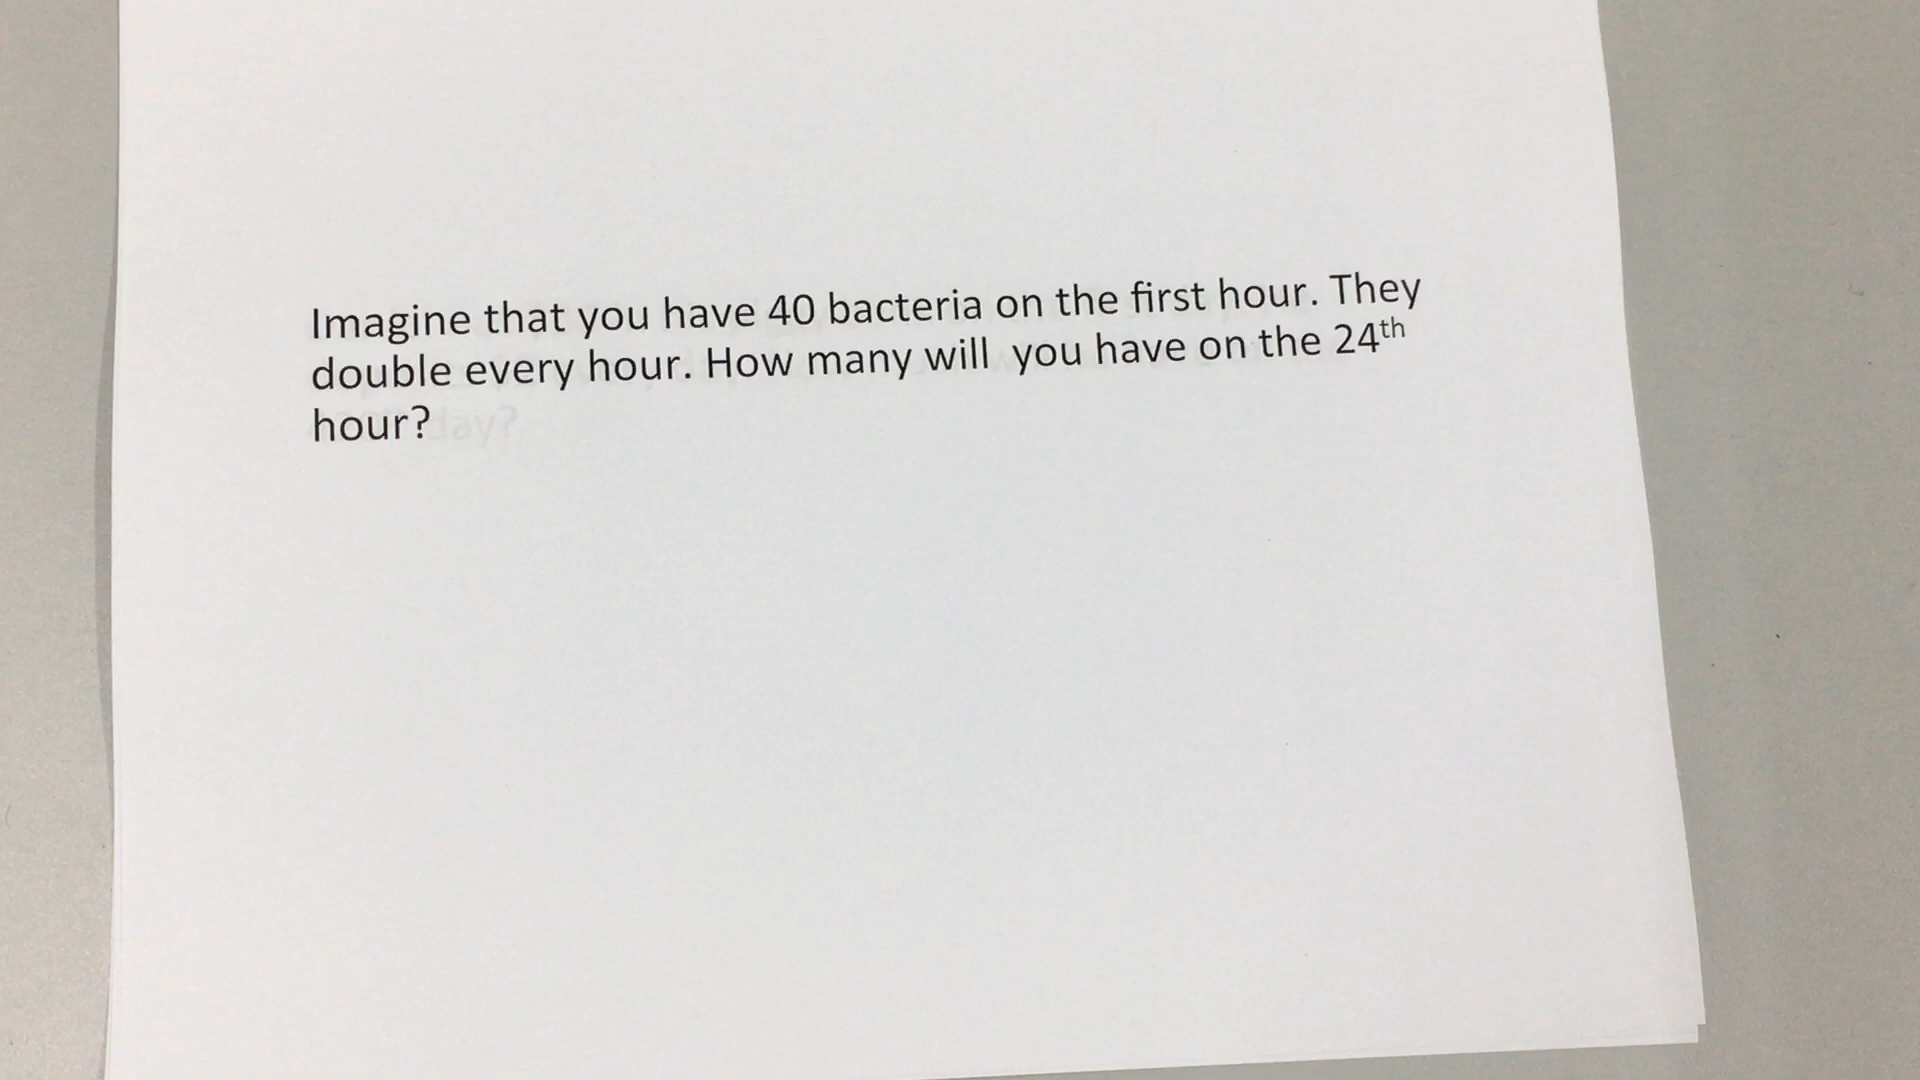 Imagine that you have 40 bacteria on the first hour. They
double every hour. How many will you have on the 24th
hour? day?